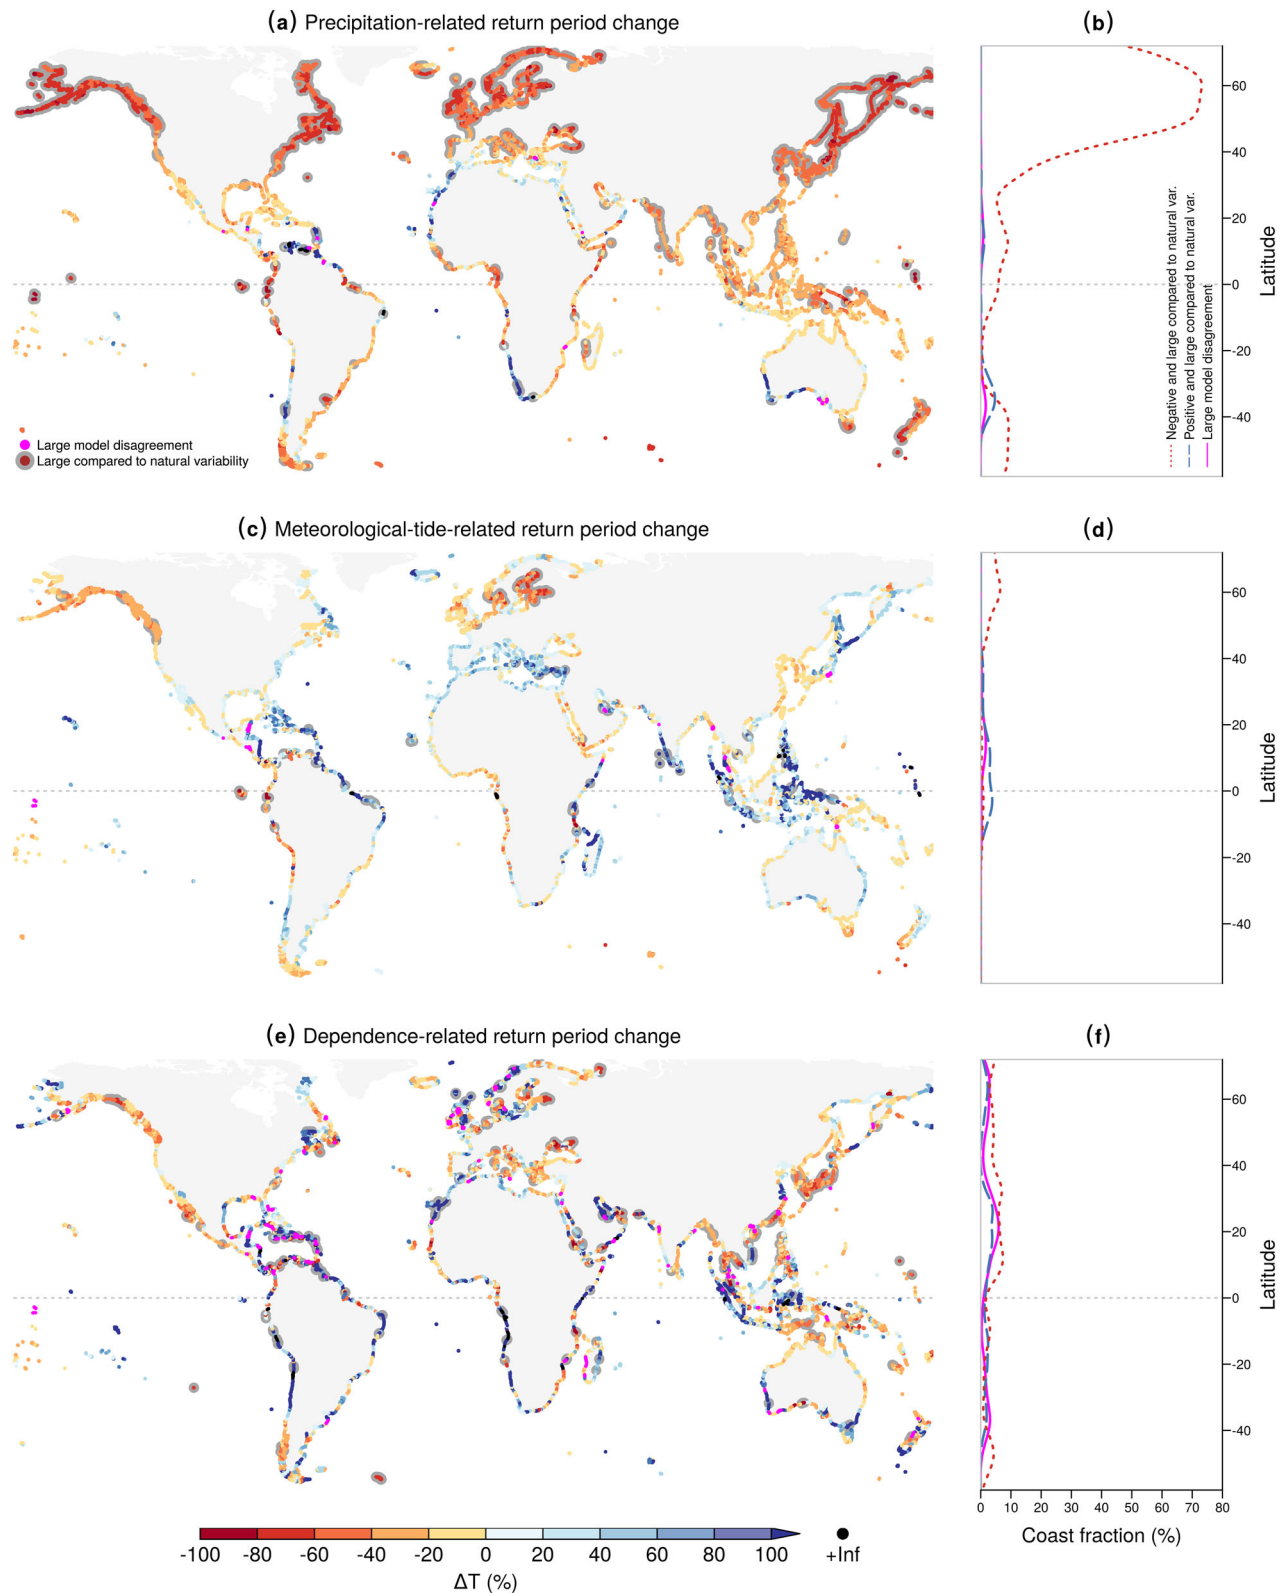 (a) Precipitation-related return period change
(b)
60
40
20
0
-20
-40
Latitude
Negative and large compared to natural var.
Positive and large compared to natural var.
Large model disagreement
Large model disagreement
Large compared to natural variability
(c) Meteorological-tide-related return period change
(d)
60
40
20
0
-20
-40
Latitude
(e) Dependence-related return period change
(f)
60
40
20
0
-20
-40
Latitude
0 10 20 30 40 50 60 70 80
Coast fraction (%)
-100 -80 -60 -40 -20 0 20 40 60 80 100 +Inf
ΔT (%)